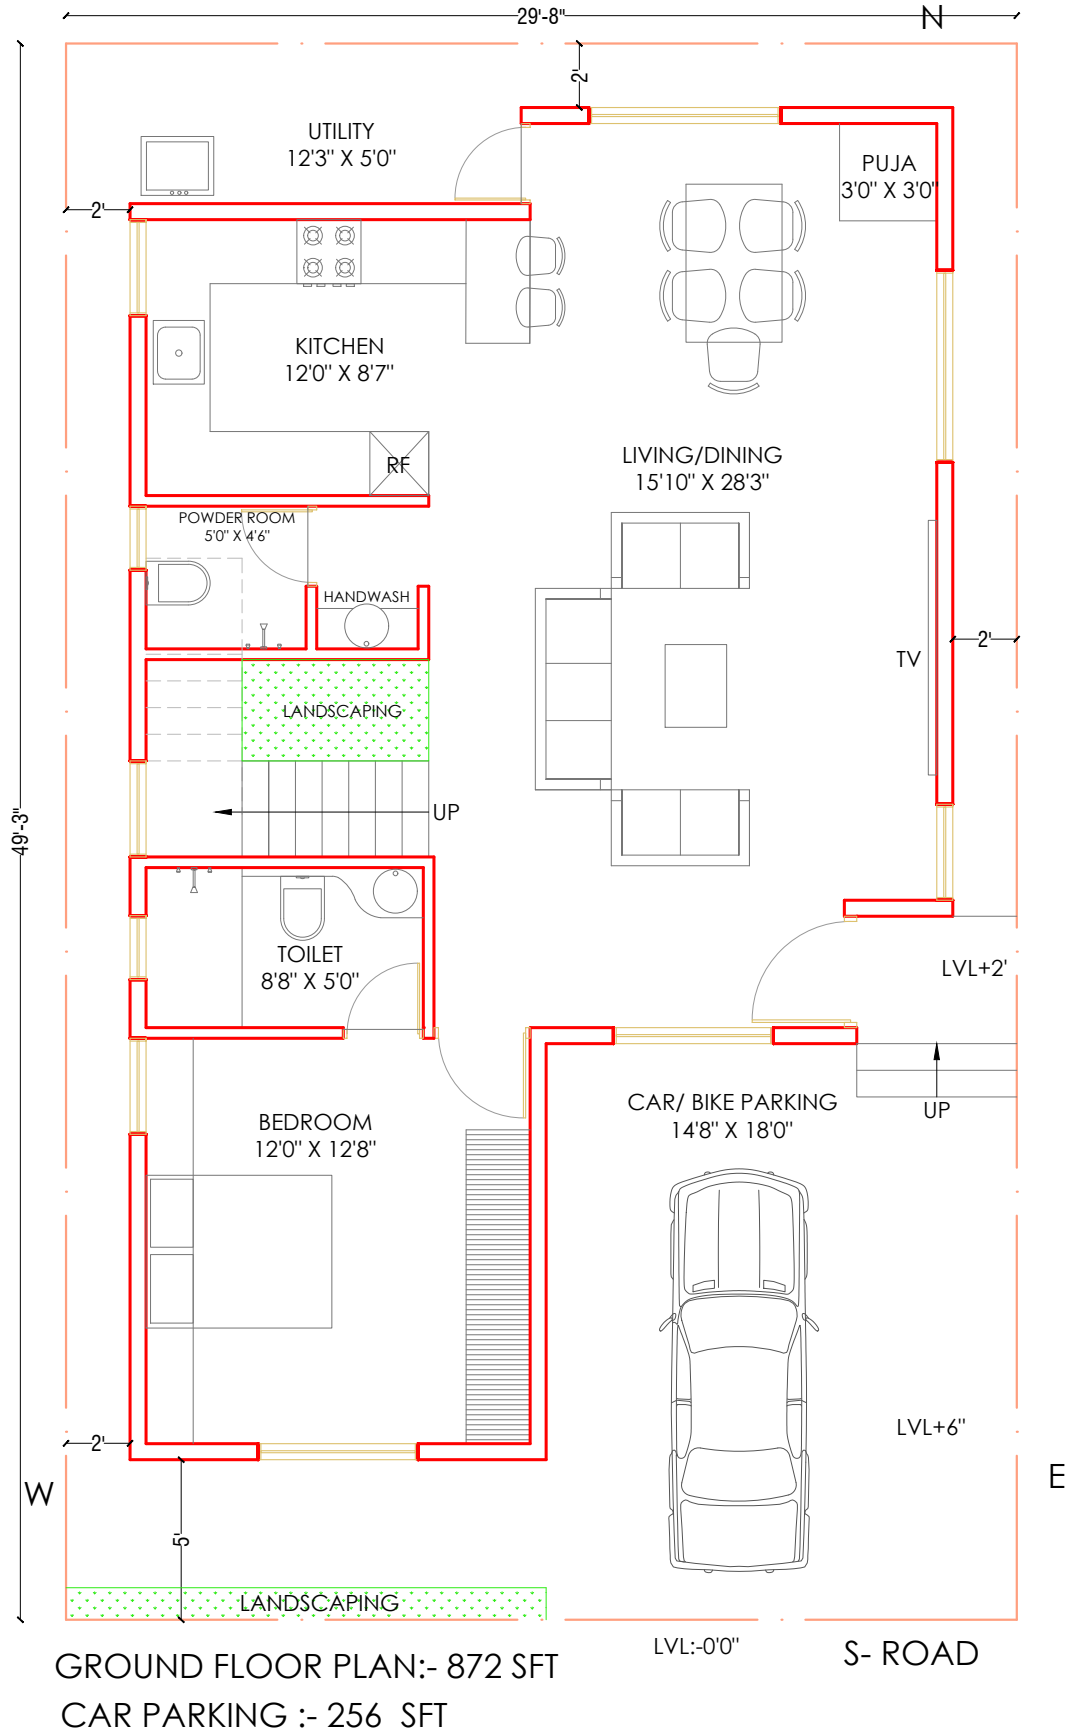 29'-8"
N
2'
UTILITY
12'3" X 5'0"
PUJA
3'0" X 3'0"
2'
KITCHEN
12'0" X 8'7"
LIVING/DINING
15'10" X 28'3"
RF
POWDER ROOM
5'0" X 4'6"
HANDWASH
2'
TV
LANDSCAPING
UP
49'-3"
TOILET
8'8" X 5'0"
LVL+2'
CAR/ BIKE PARKING
14'8" X 18'0"
UP
BEDROOM
12'0" X 12'8"
LVL+6"
2'
W
E
5'
LANDSCAPING
LVL:-0'0"
S- ROAD
GROUND FLOOR PLAN:- 872 SFT
CAR PARKING :- 256 SFT